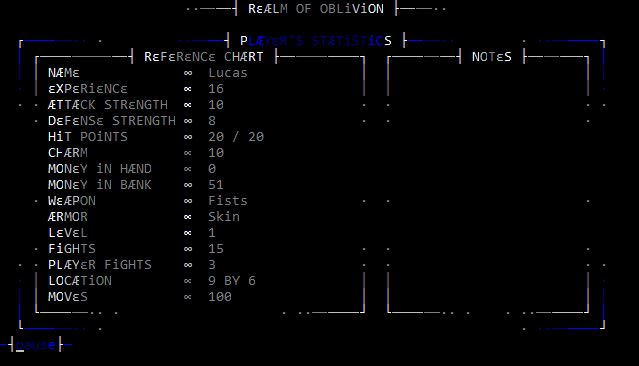 RεÆLM OF OBLiViON
PLÆYεR'S STÆTiSTiCS
RεFεRεNCε CHÆRT
NOTεS
NÆMε ∞ Lucas
εXPεRiεNCε ∞ 16
ÆTTÆCK STRεNGTH ∞ 10
DεFεNSε STRENGTH ∞ 8
HiT POiNTS ∞ 20 / 20
CHÆRM ∞ 10
MONεY iN HÆND ∞ 0
MONεY iN BÆNK ∞ 51
WεÆPON ∞ Fists
ÆRMOR ∞ Skin
LεVεL ∞ 1
FiGHTS ∞ 15
PLÆYεR FiGHTS ∞ 3
LOCÆTiON ∞ 9 BY 6
MOVεS ∞ 100
pause